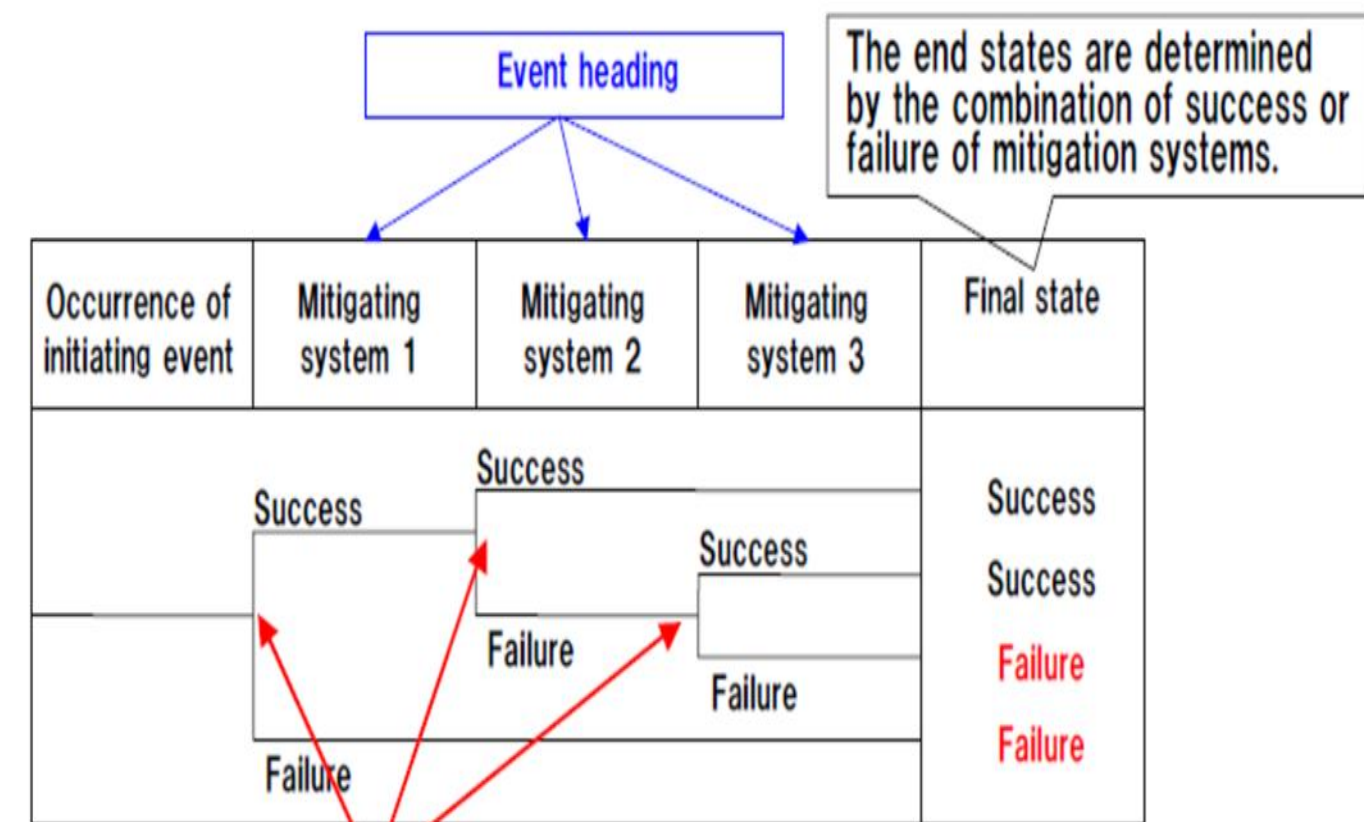 Event heading
The end states are determined
by the combination of success or
failure of mitigation systems.
Occurrence of
initiating event
Mitigating
system 1
Mitigating
system 2
Mitigating
system 3
Final state
Success
Success
Success
Failure
Failure
Failure
Success
Success
Failure
Failure